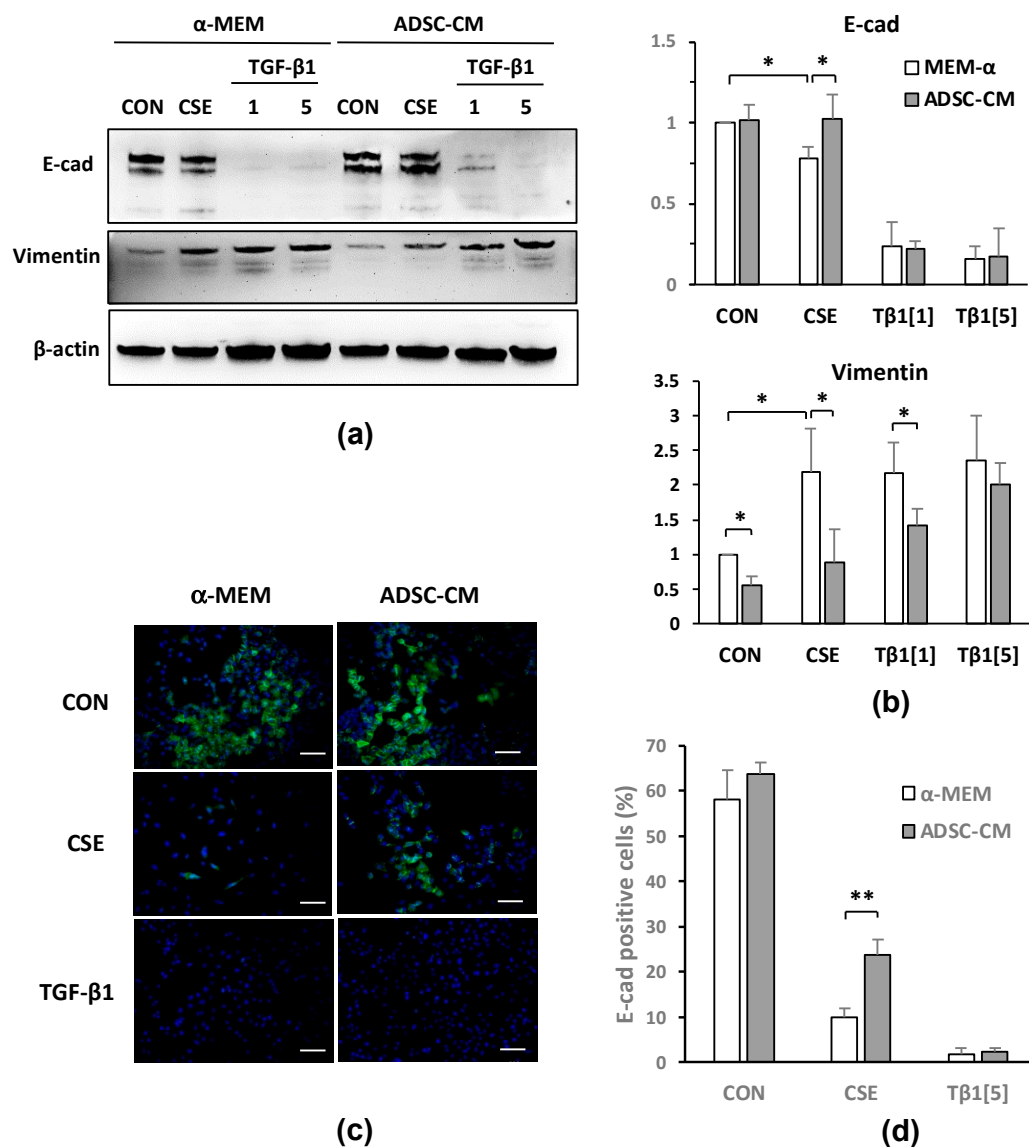 α-MEM ADSC-CM
TGF-β1 TGF-β1
CON CSE 1 5 CON CSE 1 5
E-cad
Vimentin
β-actin
(a)
E-cad
1.5
1
0.5
0
* *
MEM-α
ADSC-CM
CON CSE Tβ1[1] Tβ1[5]
Vimentin
3.5
3
2.5
2
1.5
1
0.5
0
* * * *
CON CSE Tβ1[1] Tβ1[5]
(b)
α-MEM ADSC-CM
CON
CSE
TGF-β1
(c)
E-cad positive cells (%)
70
60
50
40
30
20
10
0
α-MEM
ADSC-CM
**
CON CSE Tβ1[5]
(d)